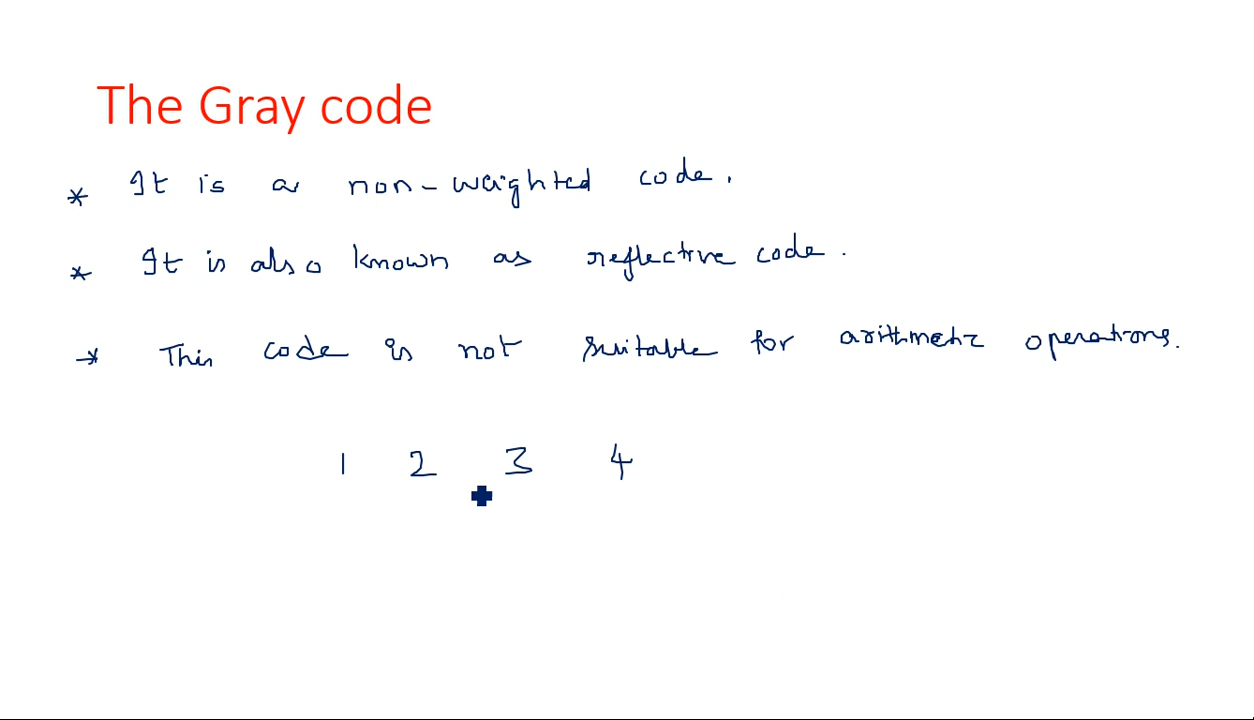 The Gray code
* It is a non-weighted code.
* It is also known as reflective code.
* This code is not suitable for arithmetic operations.
1 2 3 4